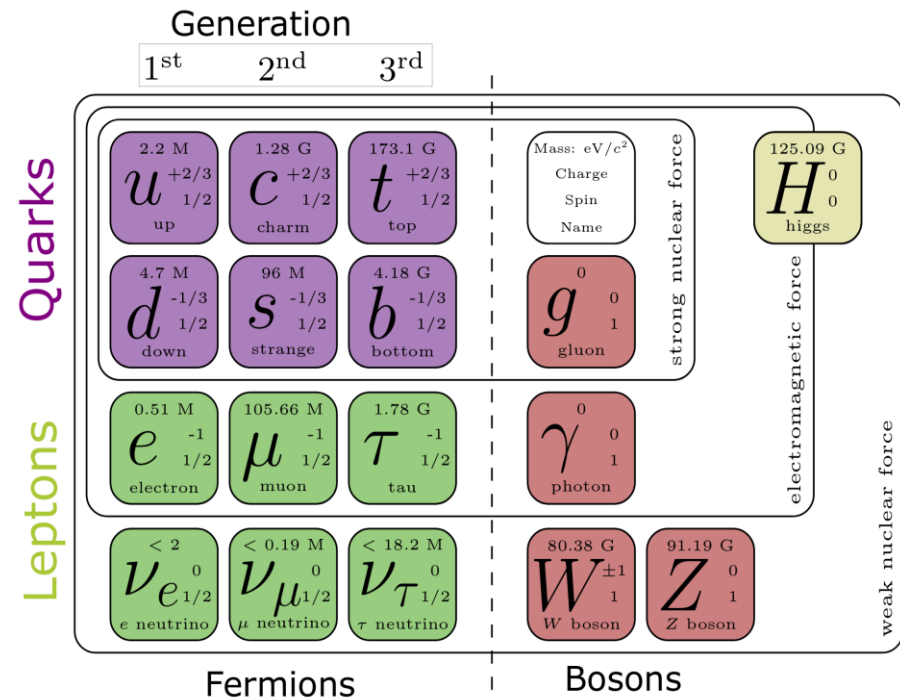 Generation
1st 2nd 3rd
Quarks
2.2 M
u +2/3
1/2
up
1.28 G
c +2/3
1/2
charm
173.1 G
t +2/3
1/2
top
Mass: eV/c²
Charge
Spin
Name
strong nuclear force
125.09 G
H 0
0
higgs
4.7 M
d -1/3
1/2
down
96 M
s -1/3
1/2
strange
4.18 G
b -1/3
1/2
bottom
0
g 0
1
gluon
electromagnetic force
Leptons
0.51 M
e -1
1/2
electron
105.66 M
μ -1
1/2
muon
1.78 G
τ -1
1/2
tau
0
γ 0
1
photon
weak nuclear force
< 2
νe 0
1/2
e neutrino
< 0.19 M
νμ 0
1/2
μ neutrino
< 18.2 M
ντ 0
1/2
τ neutrino
80.38 G
W ±1
1
W boson
91.19 G
Z 0
1
Z boson
Fermions
Bosons